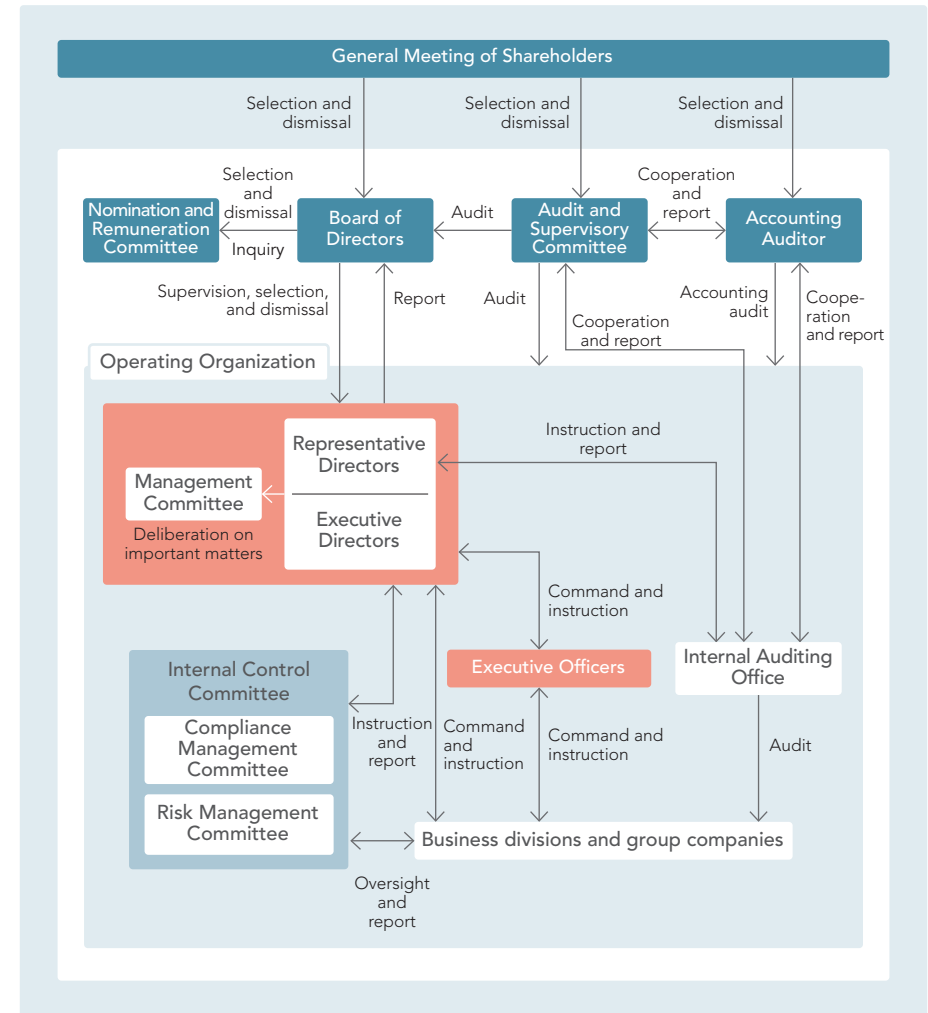 General Meeting of Shareholders
Selection and
dismissal
Selection and
dismissal
Selection and
dismissal
Selection
and
dismissal
Inquiry
Nomination and
Remuneration
Committee
Board of
Directors
Audit
Audit and
Supervisory
Committee
Cooperation
and
report
Accounting
Auditor
Supervision, selection,
and dismissal
Report
Audit
Cooperation
and report
Accounting
audit
Coope-
ration
and report
Operating Organization
Representative
Directors
Executive
Directors
Management
Committee
Deliberation on
important matters
Instruction and
report
Command and
instruction
Executive Officers
Internal Auditing
Office
Internal Control
Committee
Compliance
Management
Committee
Risk Management
Committee
Instruction
and
report
Command
and
instruction
Command and
instruction
Audit
Business divisions and group companies
Oversight
and
report